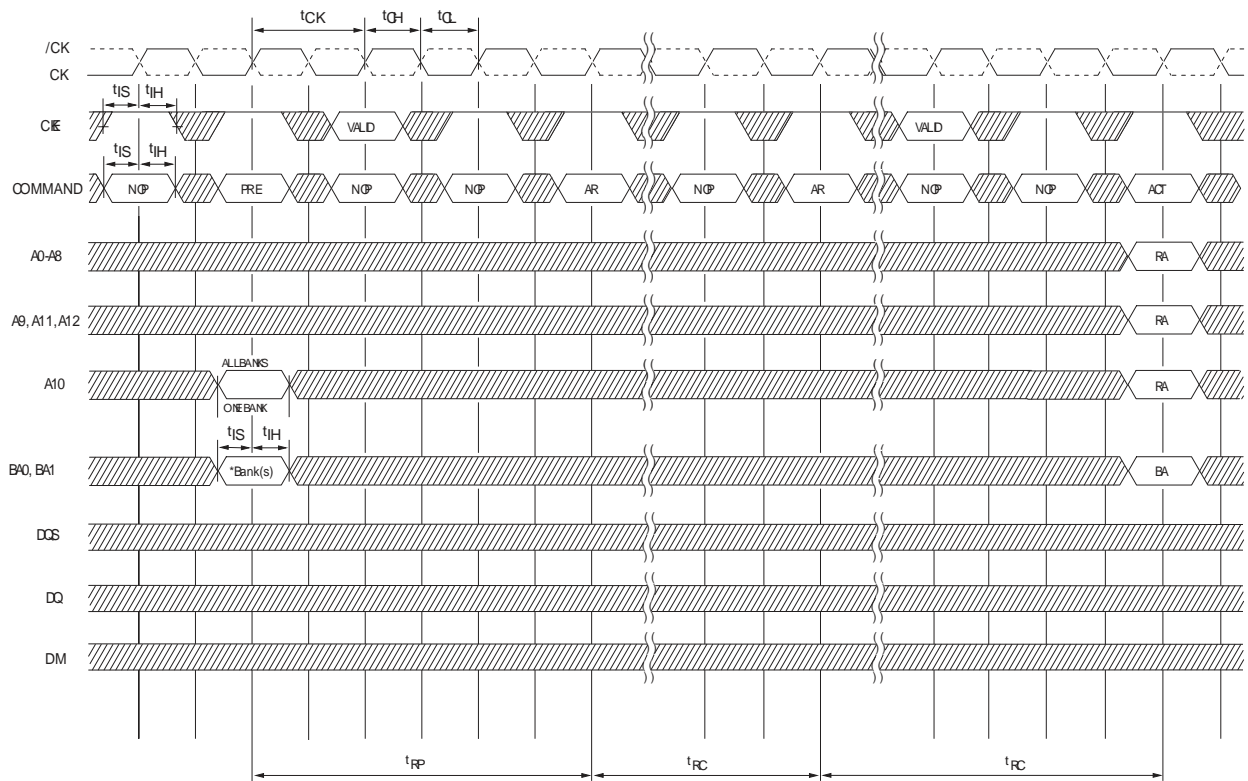 tCK tCH tCL
/CK
CK
tIS tIH
CKE VALID VALID
tIS tIH
COMMAND NOP PRE NOP NOP AR NOP AR NOP NOP ACT
A0-A8 RA
A9, A11, A12 RA
ALL BANKS
A10 RA
ONE BANK
tIS tIH
BA0, BA1 *Bank(s) BA
DQS
DQ
DM
tRP tRC tRC